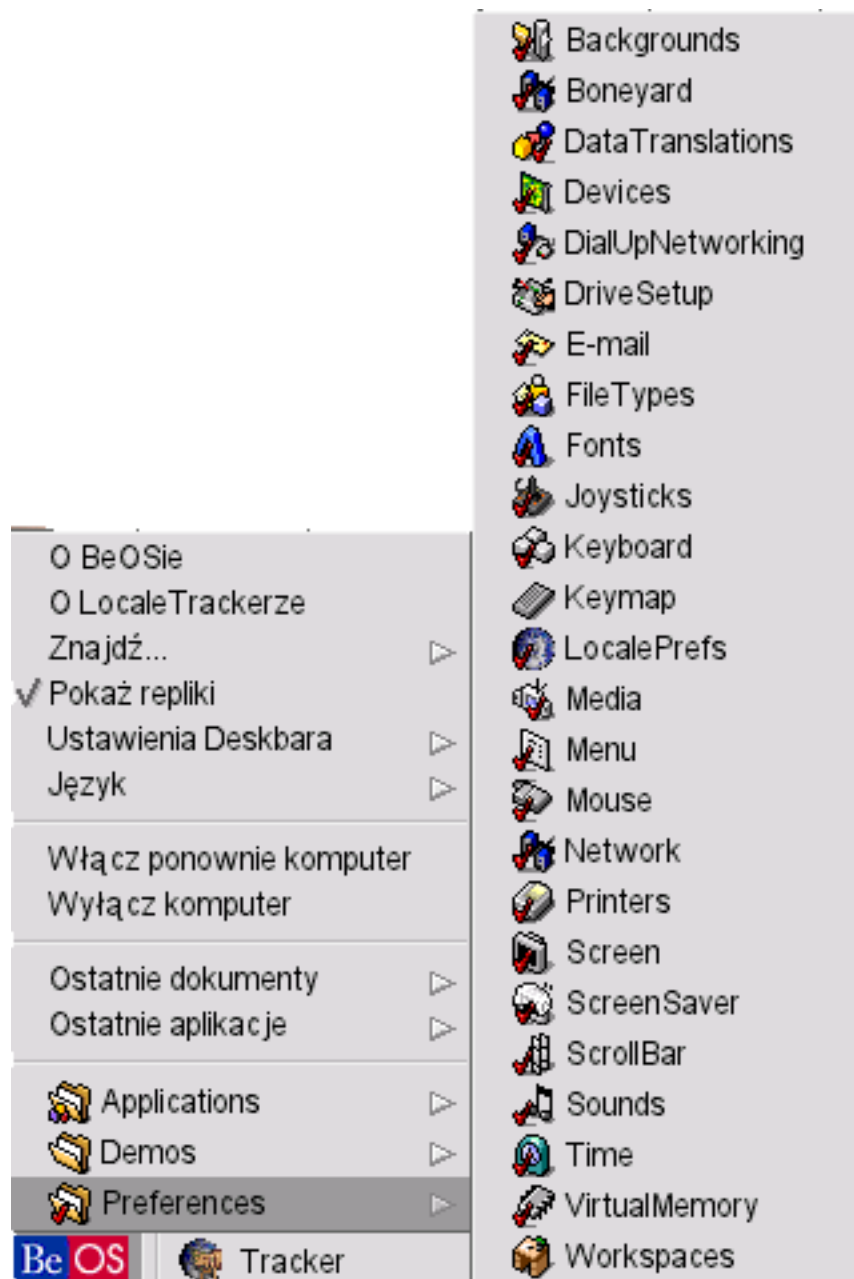 O BeOSie
O LocaleTrackerze
Znajdź...
Pokaż repliki
Ustawienia Deskbara
Język
Włącz ponownie komputer
Wyłącz komputer
Ostatnie dokumenty
Ostatnie aplikacje
Applications
Demos
Preferences
BeOS
Tracker
Backgrounds
Boneyard
DataTranslations
Devices
DialUpNetworking
DriveSetup
E-mail
FileTypes
Fonts
Joysticks
Keyboard
Keymap
LocalePrefs
Media
Menu
Mouse
Network
Printers
Screen
ScreenSaver
ScrollBar
Sounds
Time
VirtualMemory
Workspaces